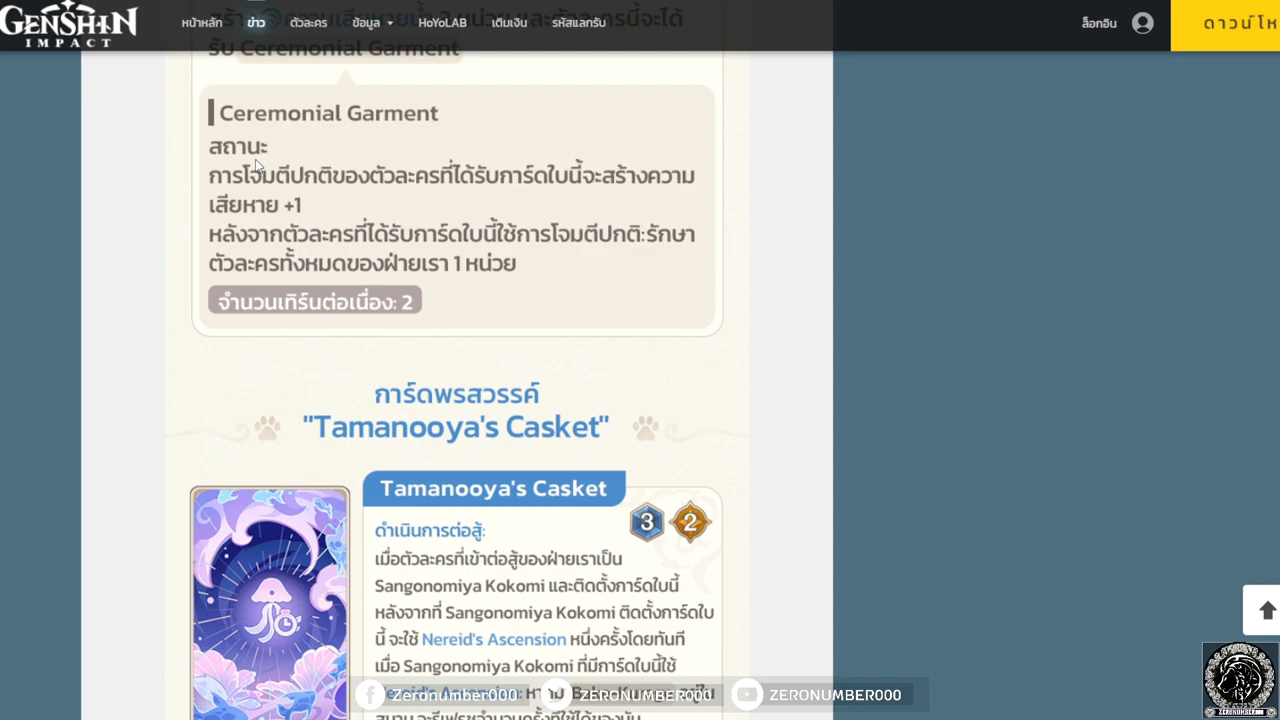 GENSHIN
IMPACT
หน้าหลัก ข่าว ตัวละคร ข้อมูล HoYoLAB เติมเงิน รหัสแลกรับ ล็อกอิน ดาวน์โห
รับ Ceremonial Garment
Ceremonial Garment
สถานะ
การโจมตีปกติของตัวละครที่ได้รับการ์ดใบนี้จะสร้างความ
เสียหาย +1
หลังจากตัวละครที่ได้รับการ์ดใบนี้ใช้การโจมตีปกติ:รักษา
ตัวละครทั้งหมดของฝ่ายเรา 1 หน่วย
จำนวนเทิร์นต่อเนื่อง: 2
การ์ดพรสวรรค์
"Tamanooya's Casket"
Tamanooya's Casket
3 2
ดำเนินการต่อสู้:
เมื่อตัวละครที่เข้าต่อสู้ของฝ่ายเราเป็น
Sangonomiya Kokomi และติดตั้งการ์ดใบนี้
หลังจากที่ Sangonomiya Kokomi ติดตั้งการ์ดใบ
นี้ จะใช้ Nereid's Ascension หนึ่งครั้งโดยทันที
เมื่อ Sangonomiya Kokomi ที่มีการ์ดใบนี้ใช้
Zeronumber000 ZERONUMBER000 ZERONUMBER000
ZERONUMBER000